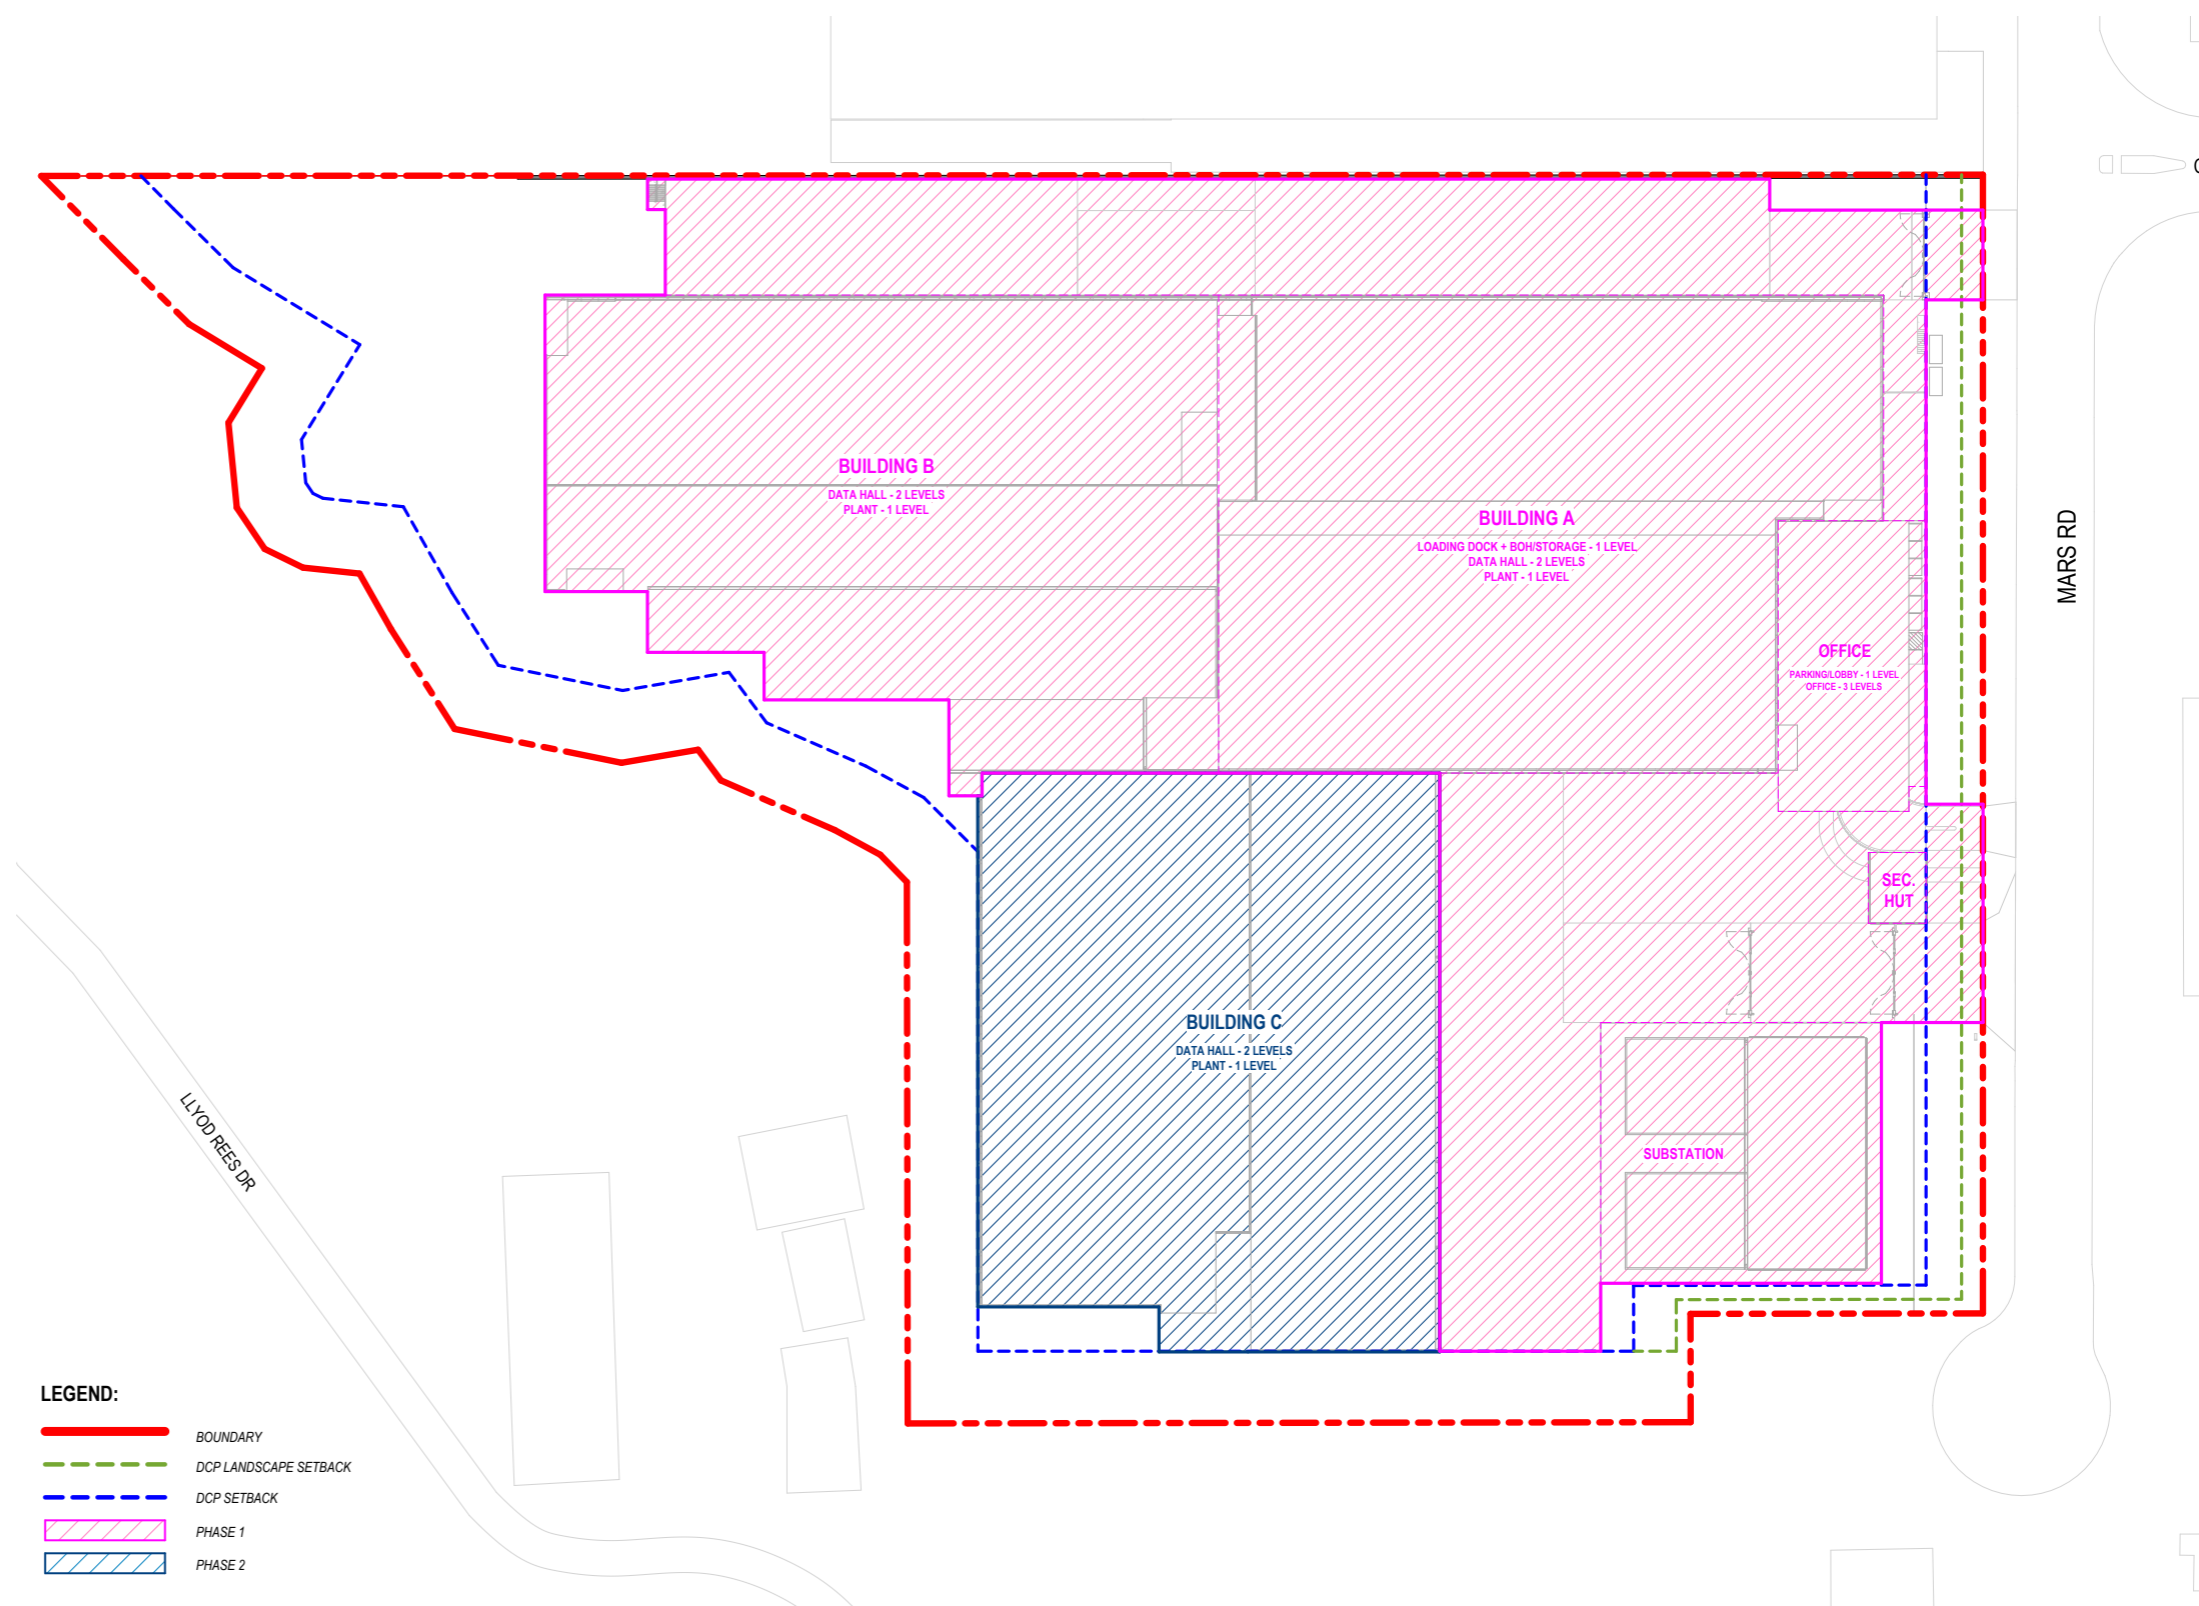 BUILDING B
DATA HALL - 2 LEVELS
PLANT - 1 LEVEL
BUILDING A
LOADING DOCK + BOH/STORAGE - 1 LEVEL
DATA HALL - 2 LEVELS
PLANT - 1 LEVEL
OFFICE
PARKING/LOBBY - 1 LEVEL
OFFICE - 3 LEVELS
MARS RD
SEC.
HUT
BUILDING C
DATA HALL - 2 LEVELS
PLANT - 1 LEVEL
SUBSTATION
LLYOD REES DR
LEGEND:
BOUNDARY
DCP LANDSCAPE SETBACK
DCP SETBACK
PHASE 1
PHASE 2